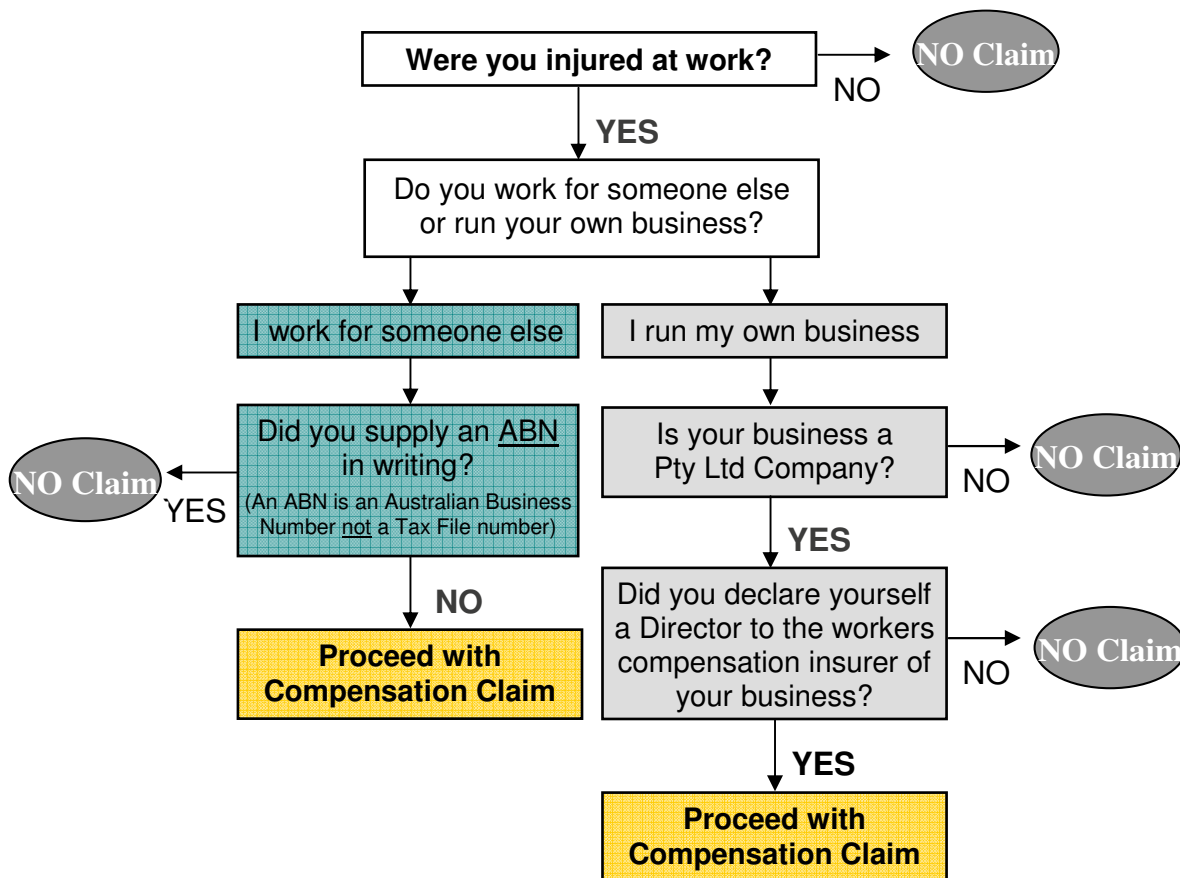 Were you injured at work?
NO Claim
NO
YES
Do you work for someone else
or run your own business?
I work for someone else
I run my own business
Did you supply an ABN
in writing?
(An ABN is an Australian Business
Number not a Tax File number)
NO Claim
YES
Is your business a
Pty Ltd Company?
NO Claim
NO
YES
NO
Proceed with
Compensation Claim
Did you declare yourself
a Director to the workers
compensation insurer of
your business?
NO Claim
NO
YES
Proceed with
Compensation Claim